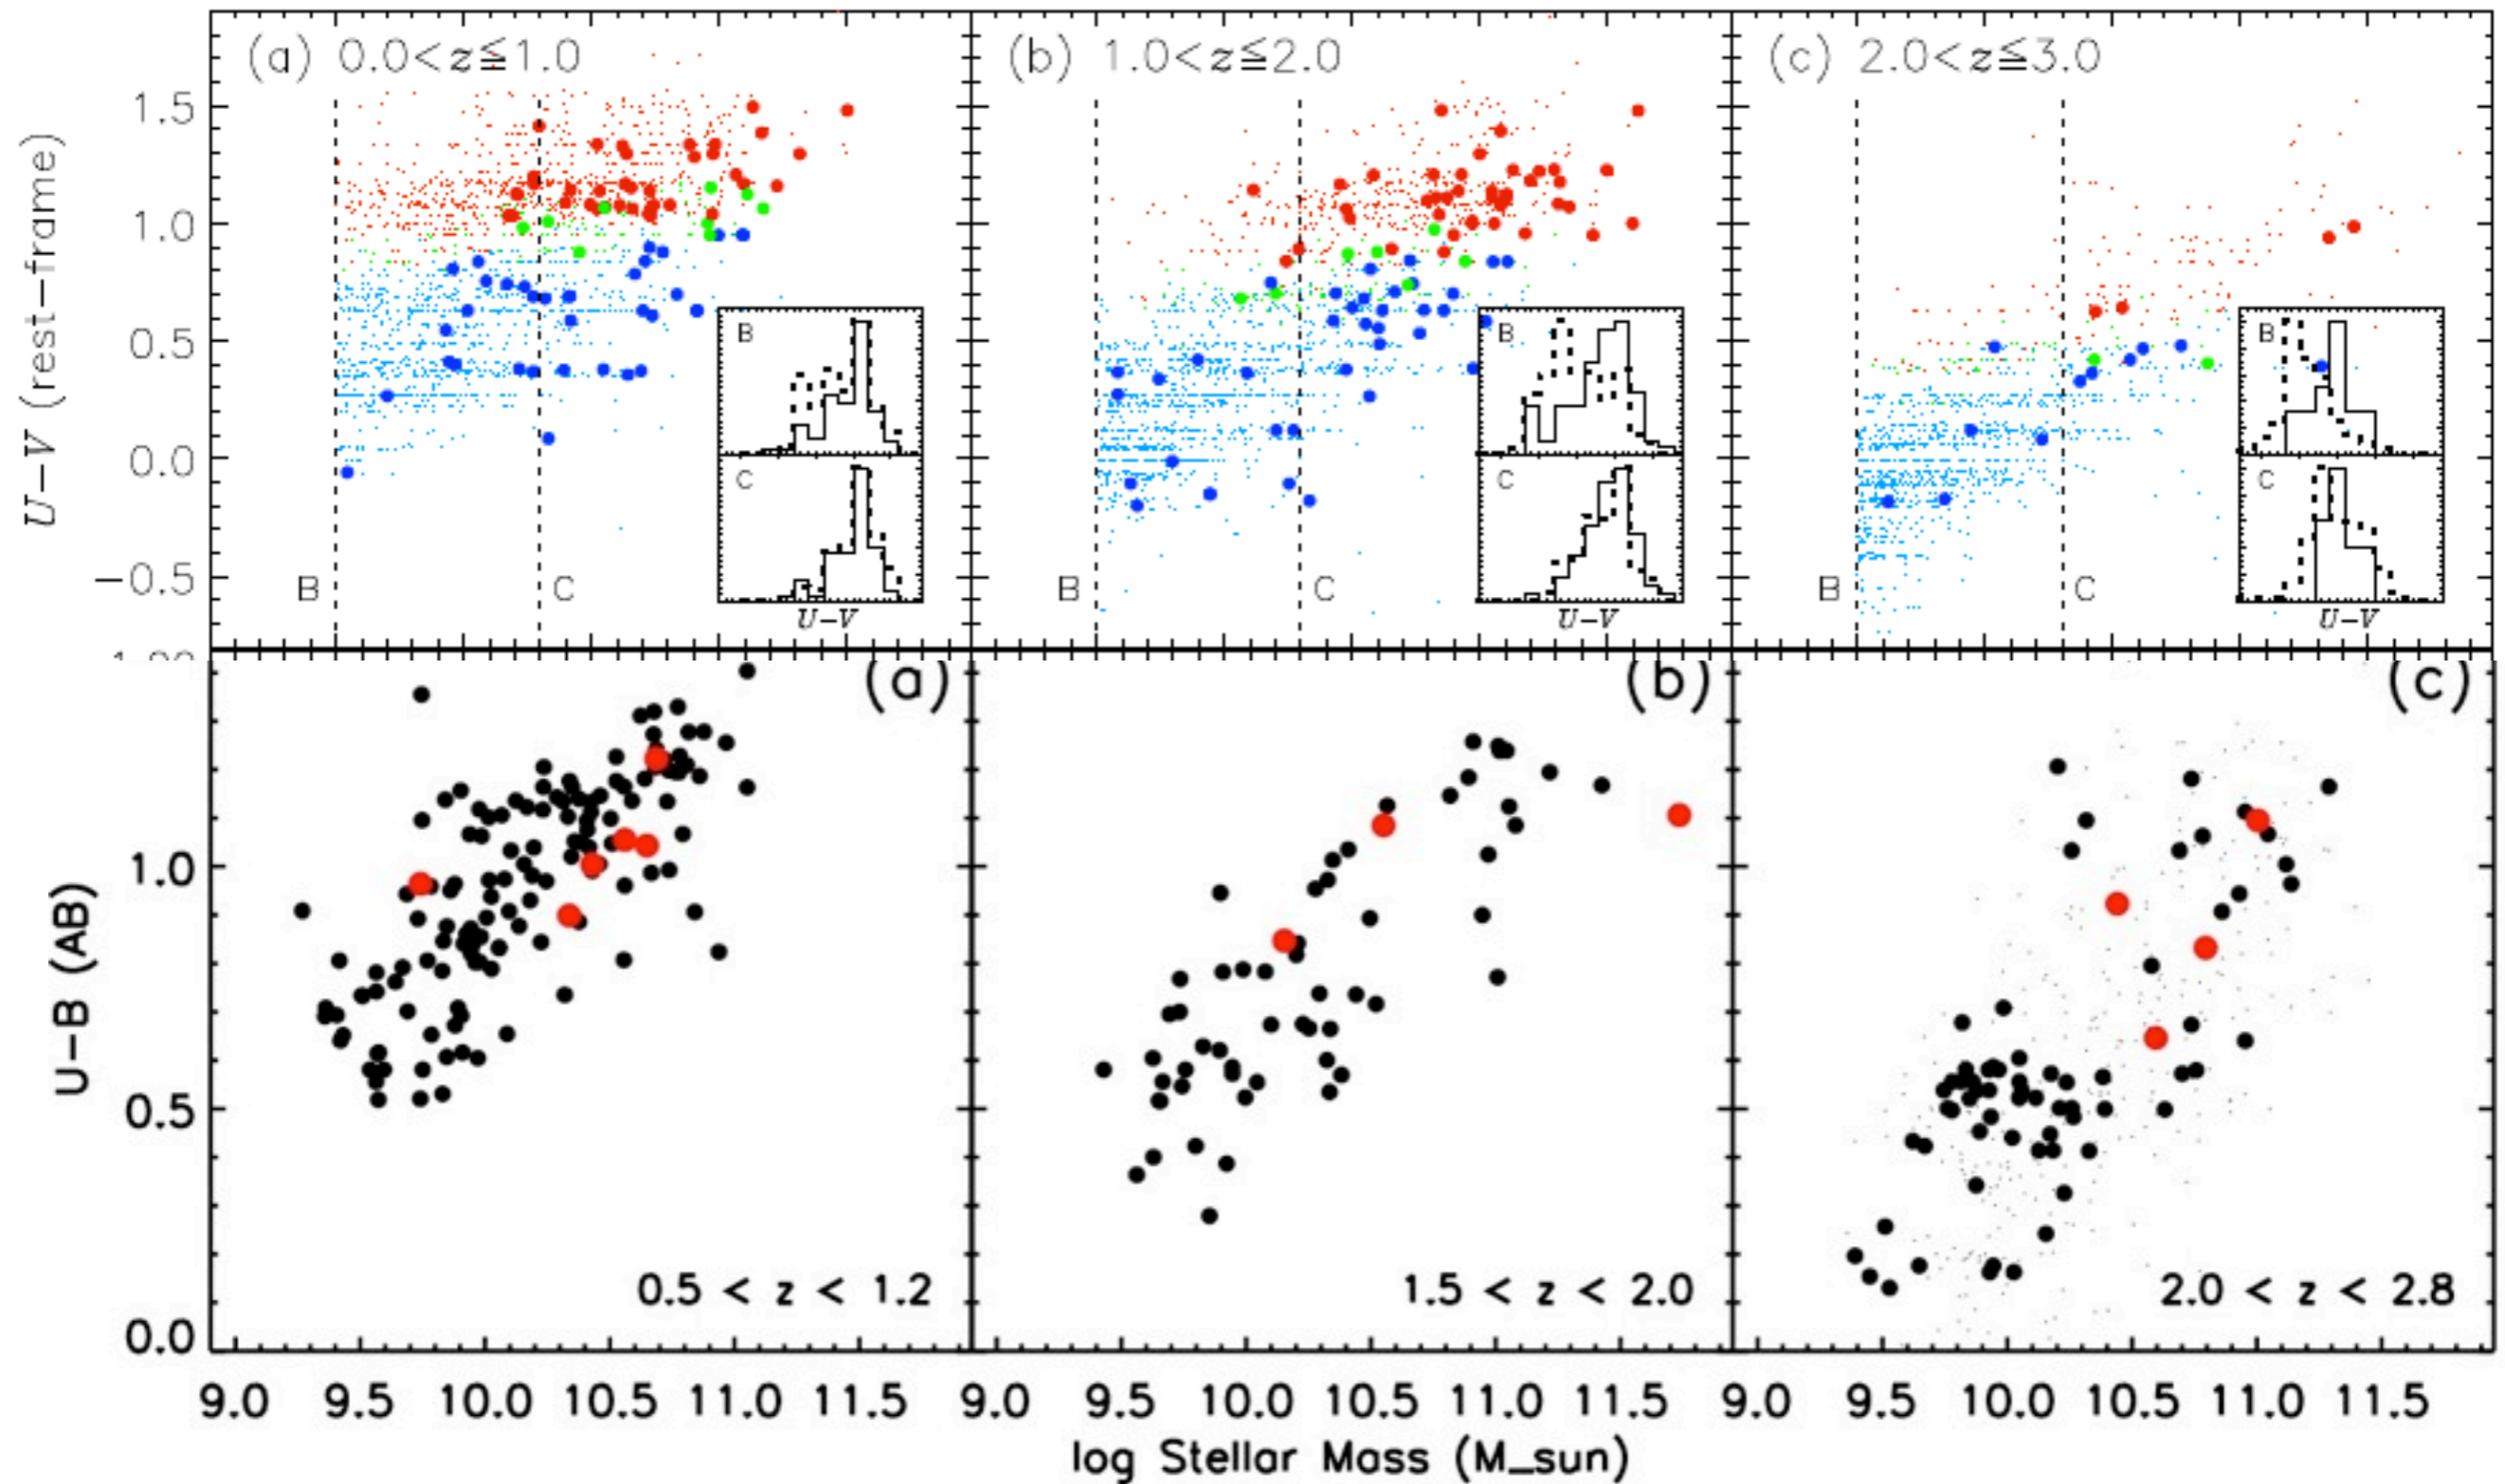 (a) 0.0<z≦1.0
(b) 1.0<z≦2.0
(c) 2.0<z≦3.0
U−V (rest−frame)
1.5
1.0
0.5
0.0
−0.5
B
C
B
C
U−V
B
C
B
C
U−V
B
C
B
C
U−V
(a)
(b)
(c)
U−B (AB)
1.0
0.5
0.0
0.5 < z < 1.2
1.5 < z < 2.0
2.0 < z < 2.8
9.0 9.5 10.0 10.5 11.0 11.5
9.0 9.5 10.0 10.5 11.0 11.5
9.0 9.5 10.0 10.5 11.0 11.5
log Stellar Mass (M_sun)